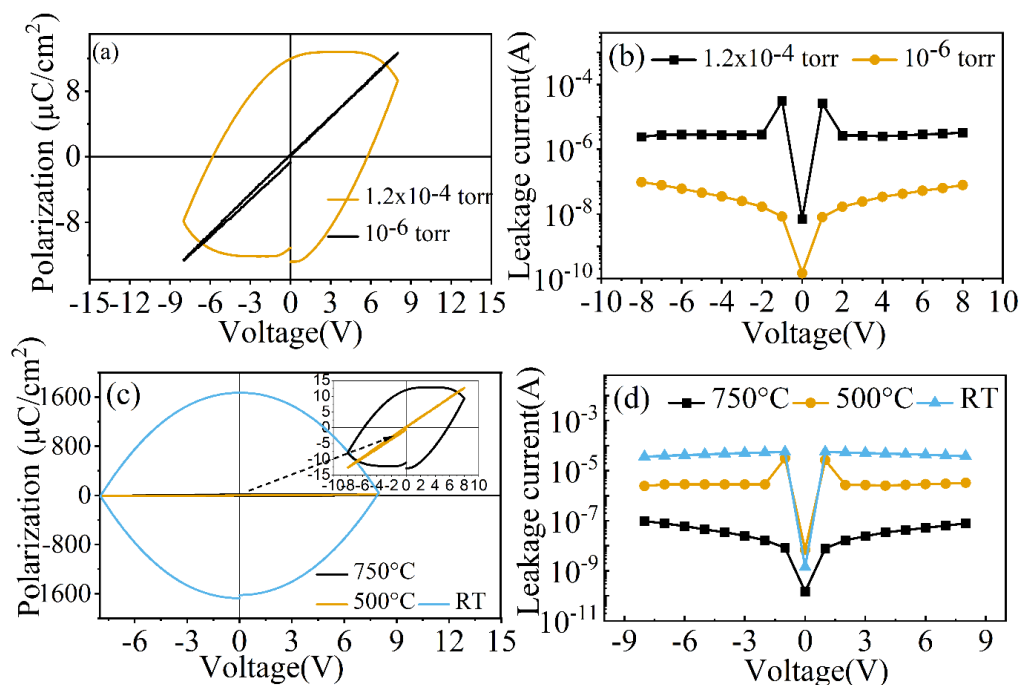 (a)
Polarization (μC/cm²)
8
0
-8
1.2x10⁻⁴ torr
10⁻⁶ torr
-15 -12 -9 -6 -3 0 3 6 9 12 15
Voltage(V)
(b)
1.2x10⁻⁴ torr 10⁻⁶ torr
Leakage current(A)
10⁻⁴
10⁻⁶
10⁻⁸
10⁻¹⁰
-10 -8 -6 -4 -2 0 2 4 6 8 10
Voltage(V)
(c)
Polarization (μC/cm²)
1600
800
0
-800
1600
15
10
5
0
-5
-10
-15
-10 -8 -6 -4 -2 0 2 4 6 8 10
750°C
500°C RT
-9 -6 -3 0 3 6 9 12 15
Voltage(V)
(d)
750°C 500°C RT
Leakage current(A)
10⁻³
10⁻⁵
10⁻⁷
10⁻⁹
10⁻¹¹
-9 -6 -3 0 3 6 9
Voltage(V)